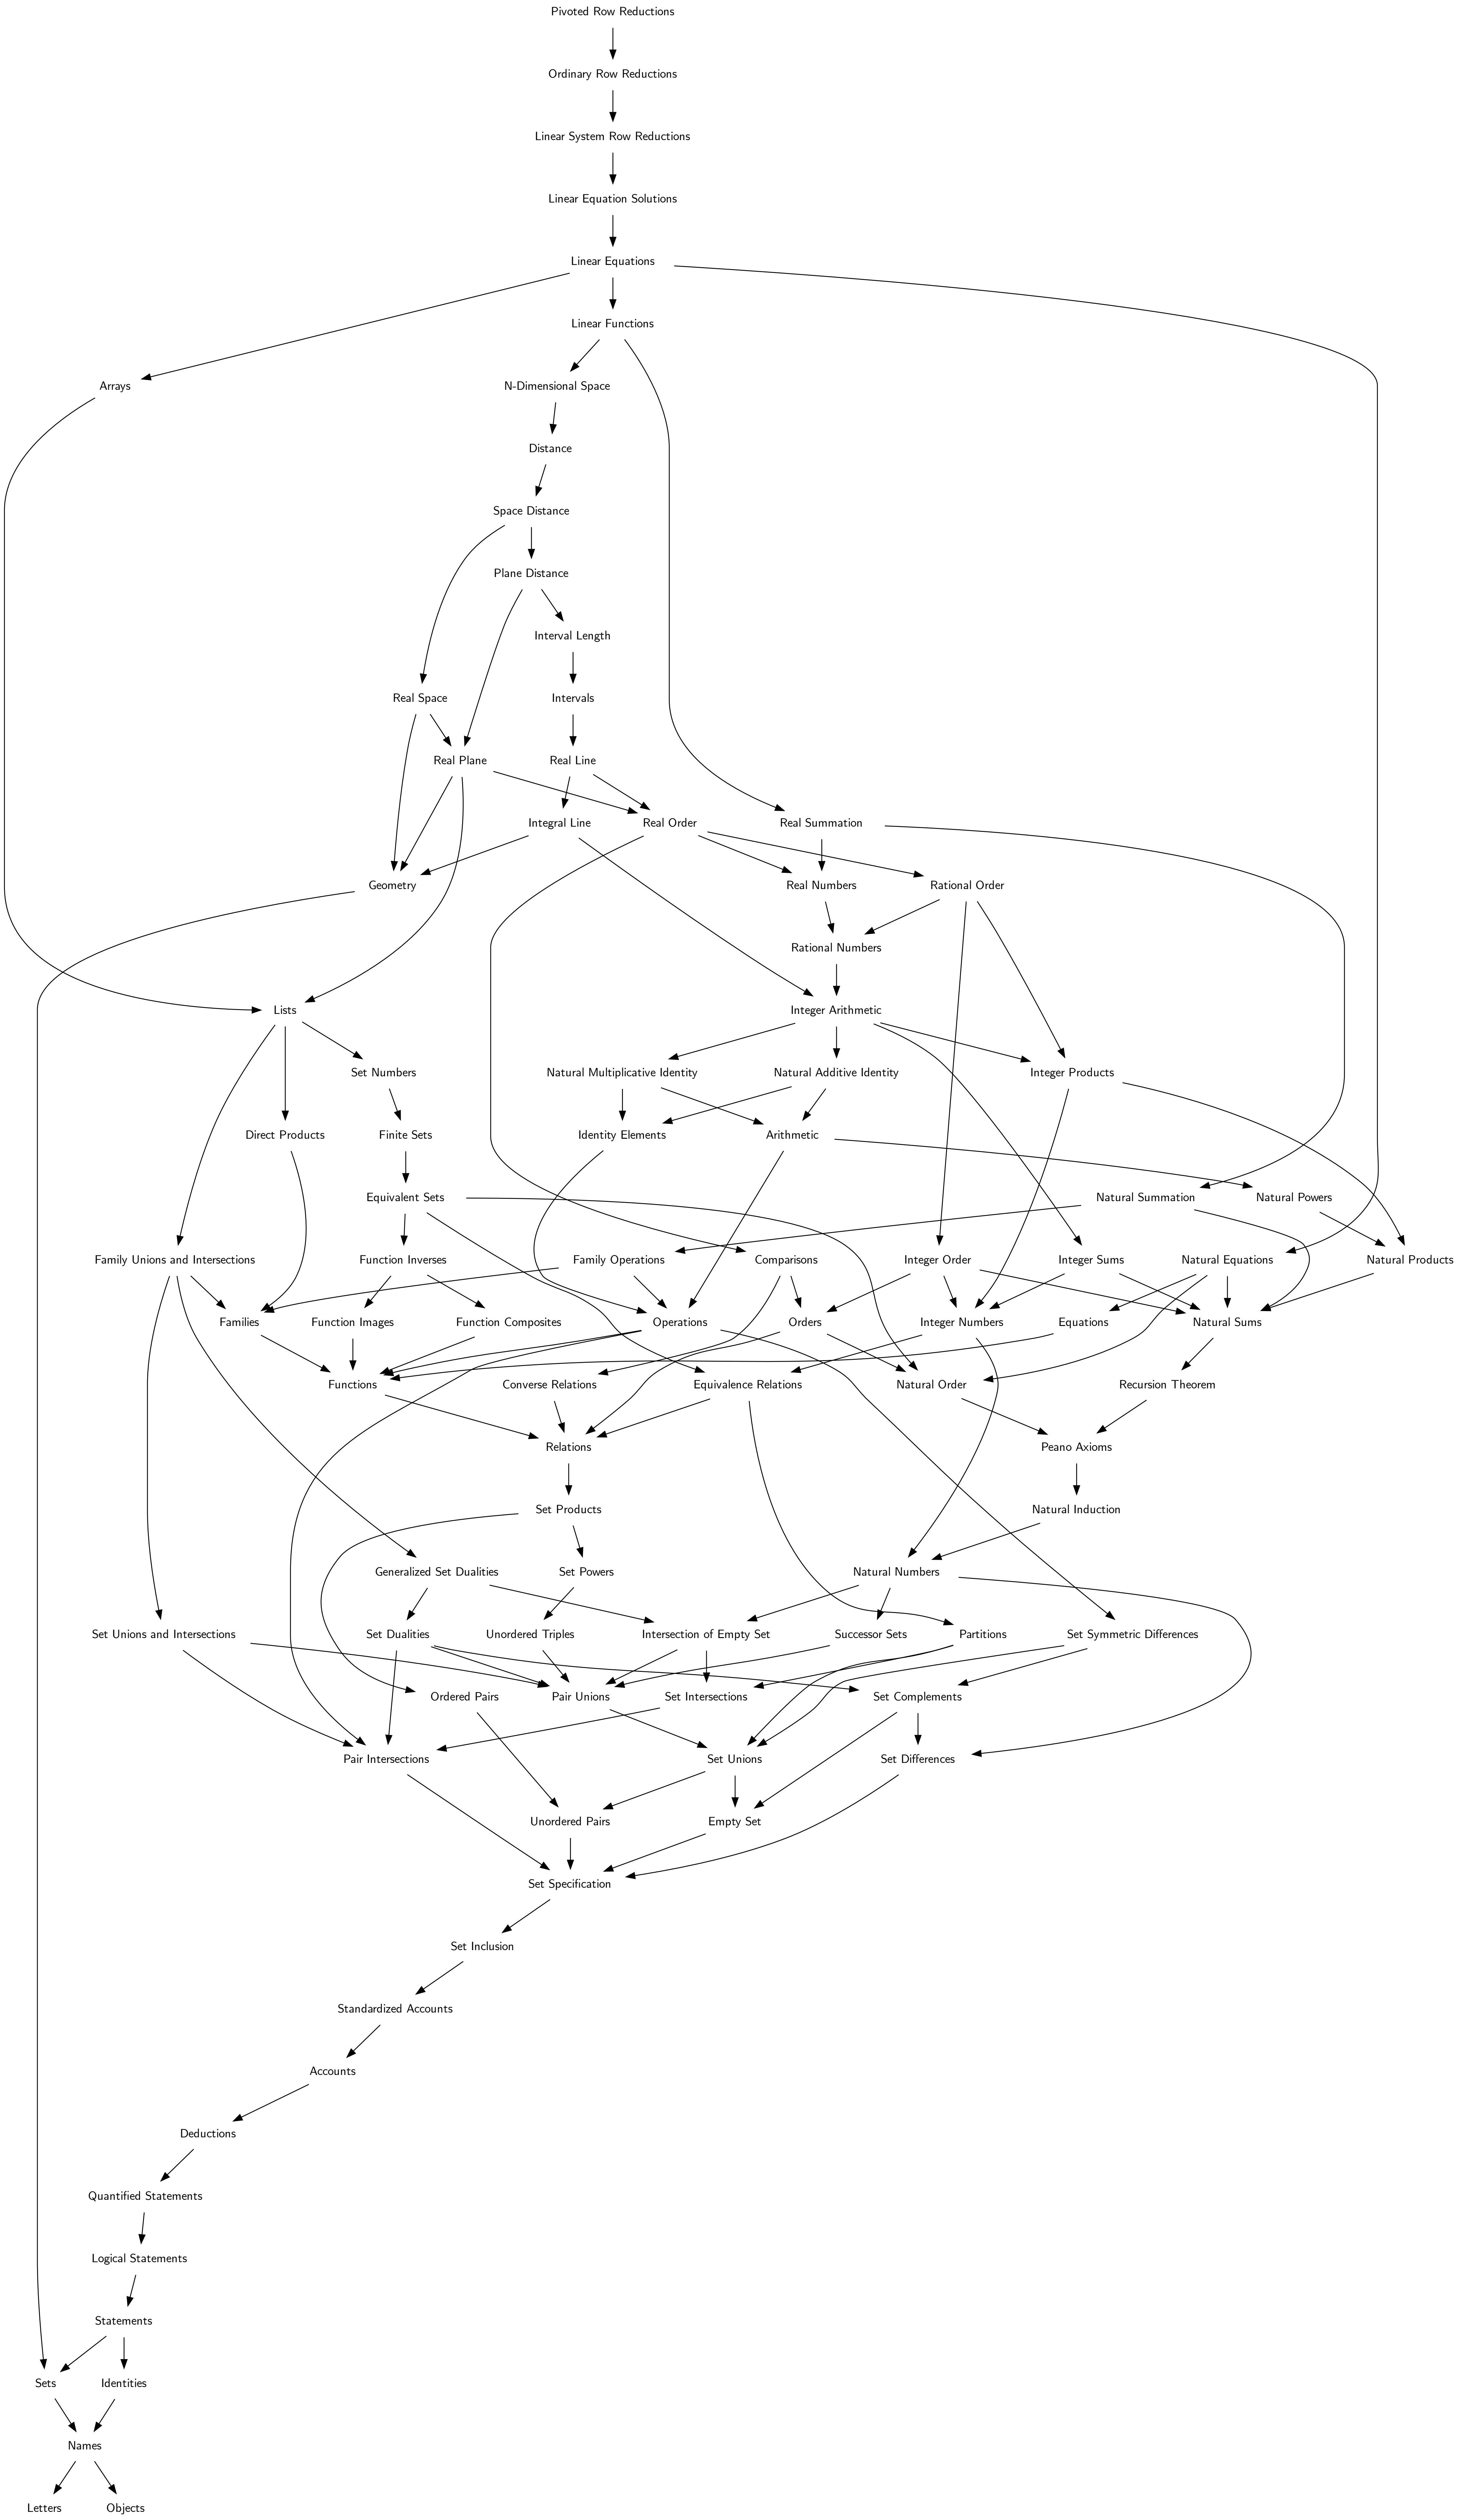 Pivoted Row Reductions
Ordinary Row Reductions
Linear System Row Reductions
Linear Equation Solutions
Linear Equations
Linear Functions
Arrays
N-Dimensional Space
Distance
Space Distance
Plane Distance
Interval Length
Real Space
Intervals
Real Plane
Real Line
Integral Line
Real Order
Real Summation
Geometry
Real Numbers
Rational Order
Rational Numbers
Lists
Integer Arithmetic
Set Numbers
Natural Multiplicative Identity
Natural Additive Identity
Integer Products
Direct Products
Finite Sets
Identity Elements
Arithmetic
Equivalent Sets
Natural Summation
Natural Powers
Family Unions and Intersections
Function Inverses
Family Operations
Comparisons
Integer Order
Integer Sums
Natural Equations
Natural Products
Families
Function Images
Function Composites
Operations
Orders
Integer Numbers
Equations
Natural Sums
Functions
Converse Relations
Equivalence Relations
Natural Order
Recursion Theorem
Relations
Peano Axioms
Set Products
Natural Induction
Generalized Set Dualities
Set Powers
Natural Numbers
Set Unions and Intersections
Set Dualities
Unordered Triples
Intersection of Empty Set
Successor Sets
Partitions
Set Symmetric Differences
Ordered Pairs
Pair Unions
Set Intersections
Set Complements
Pair Intersections
Set Unions
Set Differences
Unordered Pairs
Empty Set
Set Specification
Set Inclusion
Standardized Accounts
Accounts
Deductions
Quantified Statements
Logical Statements
Statements
Sets
Identities
Names
Letters
Objects